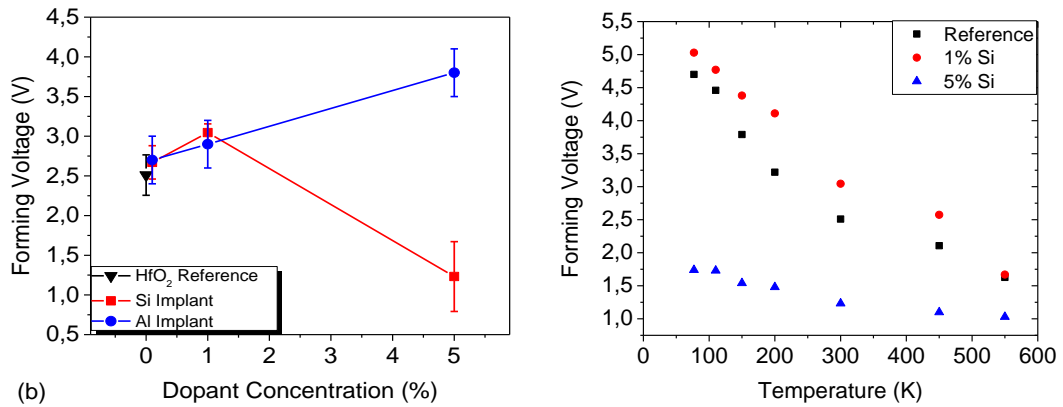 4,5
4,0
3,5
3,0
2,5
2,0
1,5
1,0
0,5
Forming Voltage (V)
HfO₂ Reference
Si Implant
Al Implant
0 1 2 3 4 5
Dopant Concentration (%)
(b)
5,5
5,0
4,5
4,0
3,5
3,0
2,5
2,0
1,5
1,0
Forming Voltage (V)
Reference
1% Si
5% Si
0 100 200 300 400 500 600
Temperature (K)